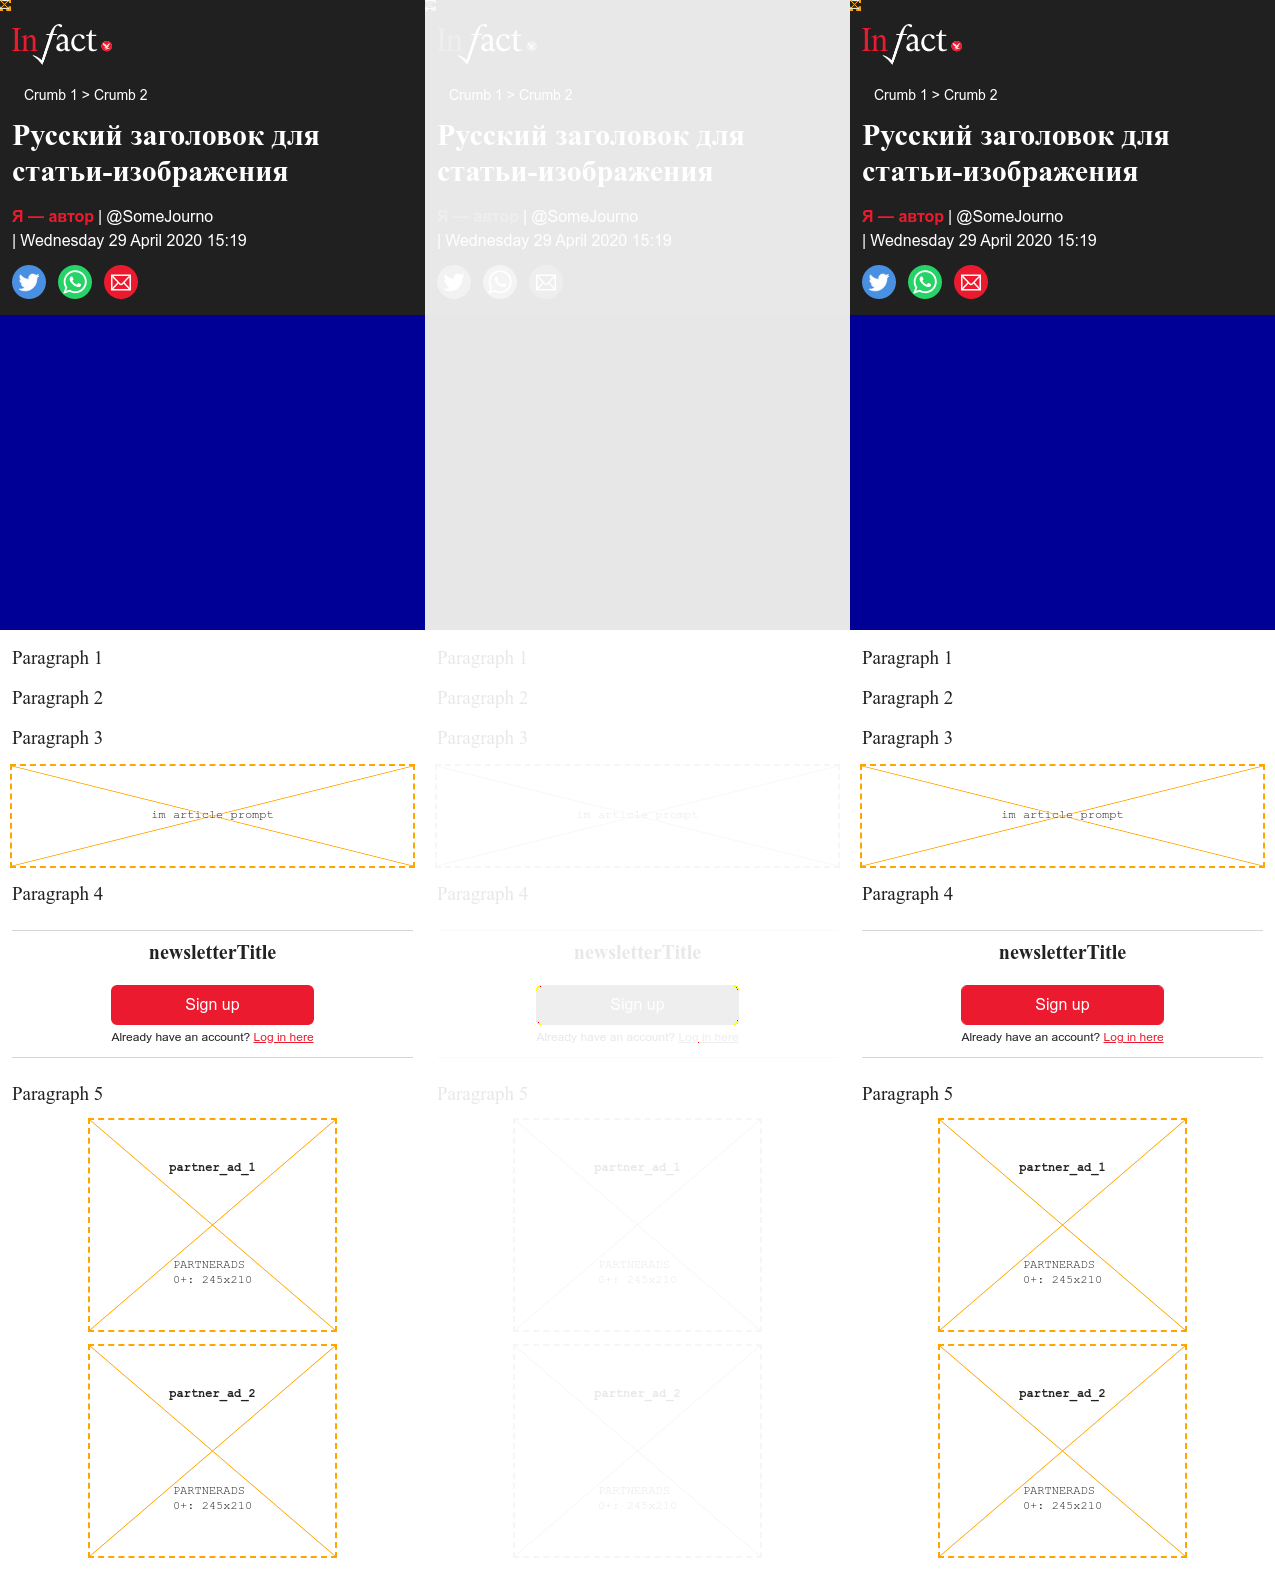 In fact
Crumb 1 > Crumb 2
Русский заголовок для
статьи-изображения
Я — автор | @SomeJourno
| Wednesday 29 April 2020 15:19
Paragraph 1
Paragraph 2
Paragraph 3
im article prompt
Paragraph 4
newsletterTitle
Sign up
Already have an account? Log in here
Paragraph 5
partner_ad_1
PARTNERADS
0+: 245x210
partner_ad_2
PARTNERADS
0+: 245x210
In fact
Crumb 1 > Crumb 2
Русский заголовок для
статьи-изображения
Я — автор | @SomeJourno
| Wednesday 29 April 2020 15:19
Paragraph 1
Paragraph 2
Paragraph 3
im article prompt
Paragraph 4
newsletterTitle
Sign up
Already have an account? Log in here
Paragraph 5
partner_ad_1
PARTNERADS
0+: 245x210
partner_ad_2
PARTNERADS
0+: 245x210
In fact
Crumb 1 > Crumb 2
Русский заголовок для
статьи-изображения
Я — автор | @SomeJourno
| Wednesday 29 April 2020 15:19
Paragraph 1
Paragraph 2
Paragraph 3
im article prompt
Paragraph 4
newsletterTitle
Sign up
Already have an account? Log in here
Paragraph 5
partner_ad_1
PARTNERADS
0+: 245x210
partner_ad_2
PARTNERADS
0+: 245x210